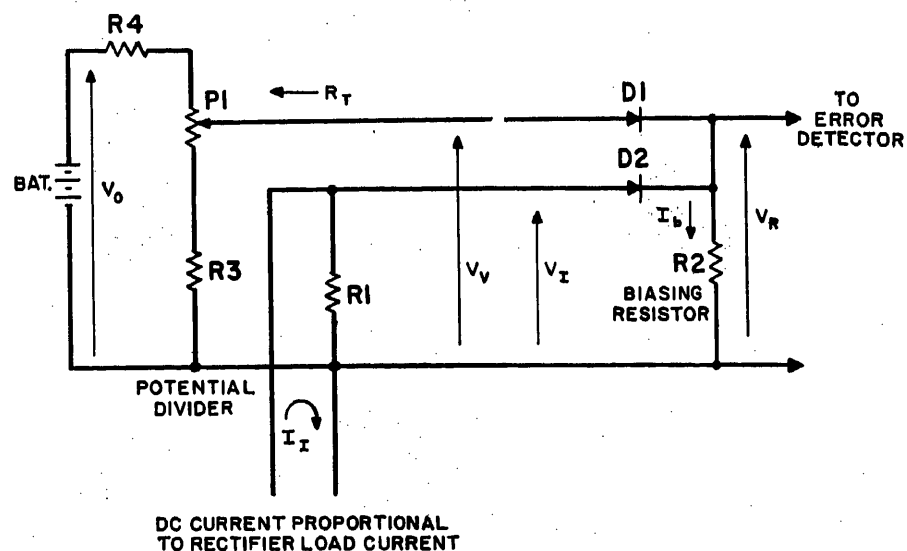 R4
P1
R_T
D1
TO
ERROR
DETECTOR
D2
BAT.
V_O
I_b
V_R
V_V
V_I
R3
R1
R2
BIASING
RESISTOR
POTENTIAL
DIVIDER
I_I
DC CURRENT PROPORTIONAL
TO RECTIFIER LOAD CURRENT